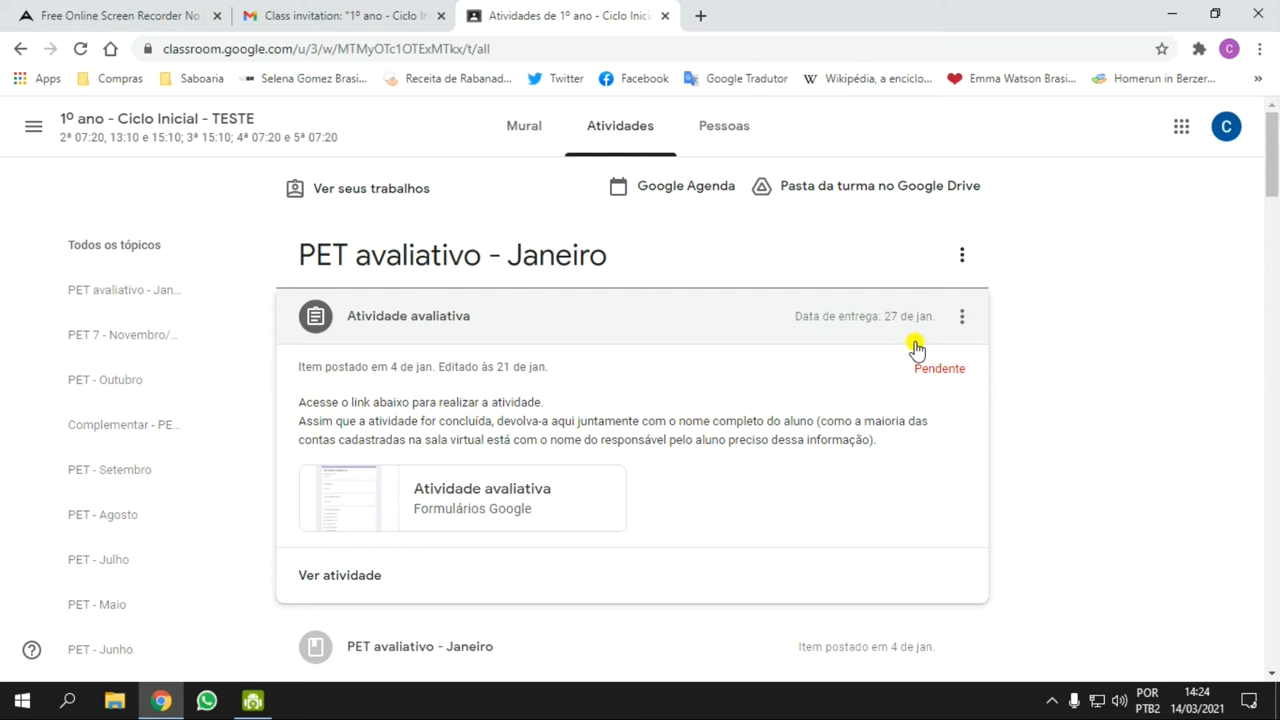 Free Online Screen Recorder No
Class invitation: "1º ano - Ciclo In
Atividades de 1º ano - Ciclo Inici
classroom.google.com/u/3/w/MTMyOTc1OTExMTkx/t/all
C
Apps
Compras
Saboaria
Selena Gomez Brasi...
Receita de Rabanad...
Twitter
Facebook
Google Tradutor
Wikipédia, a enciclo...
Emma Watson Brasi...
Homerun in Berzer...
»
1º ano - Ciclo Inicial - TESTE
2ª 07:20, 13:10 e 15:10; 3ª 15:10; 4ª 07:20 e 5ª 07:20
Mural
Atividades
Pessoas
C
Ver seus trabalhos
Google Agenda
Pasta da turma no Google Drive
Todos os tópicos
PET avaliativo - Jan...
PET 7 - Novembro/...
PET - Outubro
Complementar - PE...
PET - Setembro
PET - Agosto
PET - Julho
PET - Maio
PET - Junho
PET avaliativo - Janeiro
Atividade avaliativa
Data de entrega: 27 de jan.
Item postado em 4 de jan. Editado às 21 de jan.
Pendente
Acesse o link abaixo para realizar a atividade.
Assim que a atividade for concluída, devolva-a aqui juntamente com o nome completo do aluno (como a maioria das
contas cadastradas na sala virtual está com o nome do responsável pelo aluno preciso dessa informação).
Atividade avaliativa
Formulários Google
Ver atividade
PET avaliativo - Janeiro
Item postado em 4 de jan.
POR
PTB2
14:24
14/03/2021